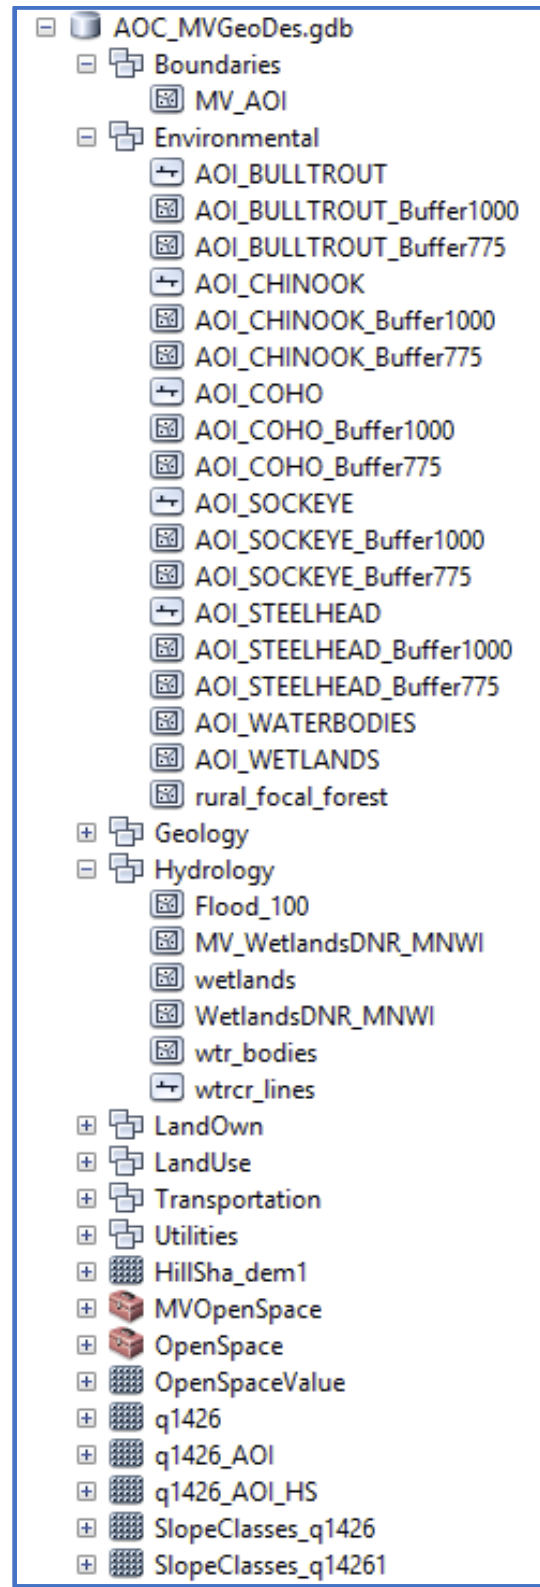 AOC_MVGeoDes.gdb
Boundaries
MV_AOI
Environmental
AOI_BULLTROUT
AOI_BULLTROUT_Buffer1000
AOI_BULLTROUT_Buffer775
AOI_CHINOOK
AOI_CHINOOK_Buffer1000
AOI_CHINOOK_Buffer775
AOI_COHO
AOI_COHO_Buffer1000
AOI_COHO_Buffer775
AOI_SOCKEYE
AOI_SOCKEYE_Buffer1000
AOI_SOCKEYE_Buffer775
AOI_STEELHEAD
AOI_STEELHEAD_Buffer1000
AOI_STEELHEAD_Buffer775
AOI_WATERBODIES
AOI_WETLANDS
rural_focal_forest
Geology
Hydrology
Flood_100
MV_WetlandsDNR_MNWI
wetlands
WetlandsDNR_MNWI
wtr_bodies
wtrcr_lines
LandOwn
LandUse
Transportation
Utilities
HillSha_dem1
MVOpenSpace
OpenSpace
OpenSpaceValue
q1426
q1426_AOI
q1426_AOI_HS
SlopeClasses_q1426
SlopeClasses_q14261